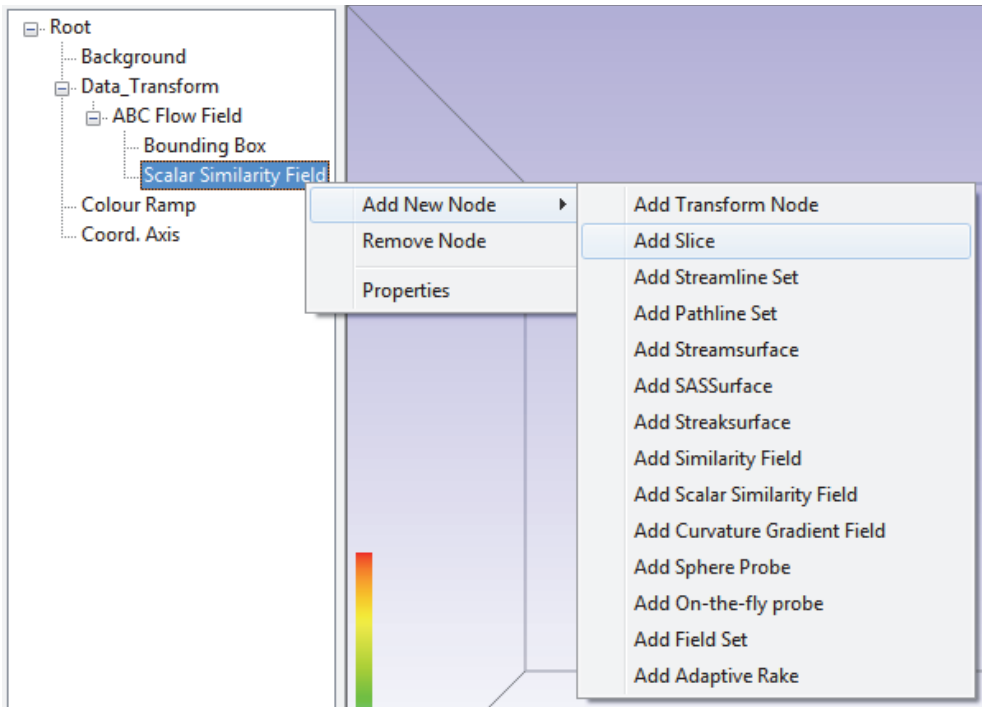 Root
Background
Data_Transform
ABC Flow Field
Bounding Box
Scalar Similarity Field
Colour Ramp
Coord. Axis
Add New Node
Remove Node
Properties
Add Transform Node
Add Slice
Add Streamline Set
Add Pathline Set
Add Streamsurface
Add SASSurface
Add Streaksurface
Add Similarity Field
Add Scalar Similarity Field
Add Curvature Gradient Field
Add Sphere Probe
Add On-the-fly probe
Add Field Set
Add Adaptive Rake